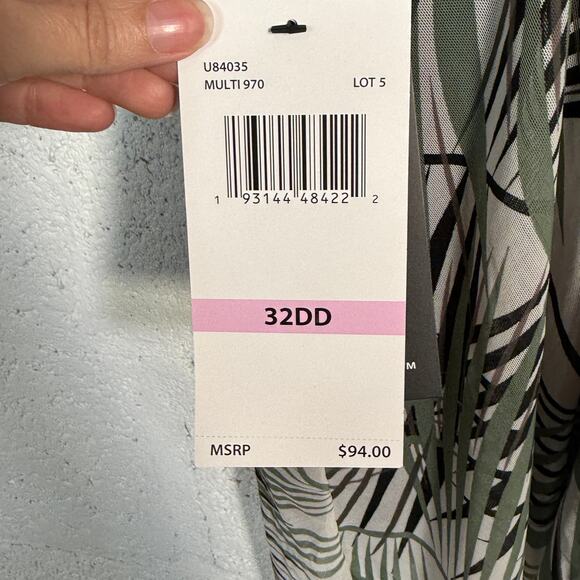 U84035
MULTI 970 LOT 5
1 93144 48422 2
32DD
M
MSRP $94.00